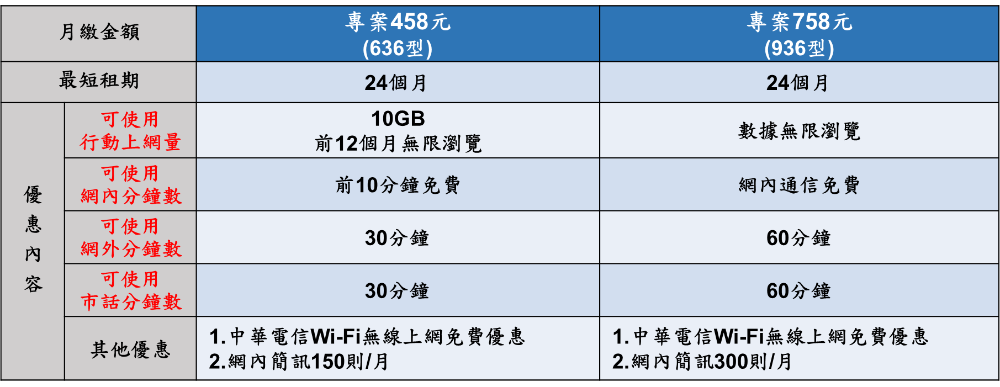 月繳金額
專案458元
(636型)
專案758元
(936型)
最短租期
24個月
24個月
優惠內容
可使用
行動上網量
10GB
前12個月無限瀏覽
數據無限瀏覽
可使用
網內分鐘數
前10分鐘免費
網內通信免費
可使用
網外分鐘數
30分鐘
60分鐘
可使用
市話分鐘數
30分鐘
60分鐘
其他優惠
1.中華電信Wi-Fi無線上網免費優惠
2.網內簡訊150則/月
1.中華電信Wi-Fi無線上網免費優惠
2.網內簡訊300則/月